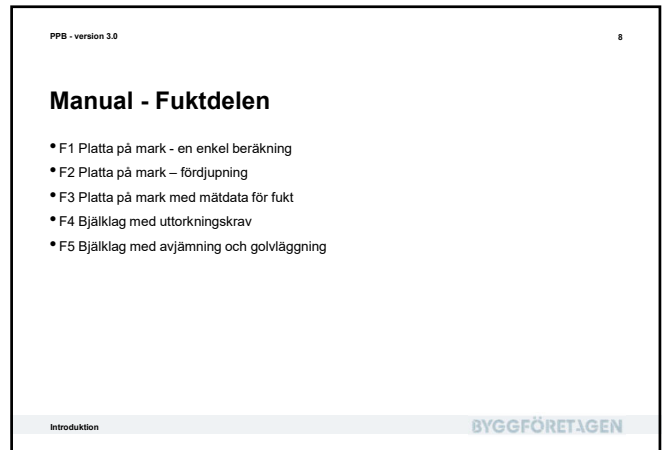 PPB - version 3.0 8
Manual - Fuktdelen
• F1 Platta på mark - en enkel beräkning
• F2 Platta på mark – fördjupning
• F3 Platta på mark med mätdata för fukt
• F4 Bjälklag med uttorkningskrav
• F5 Bjälklag med avjämning och golvläggning
Introduktion BYGGFÖRETAGEN